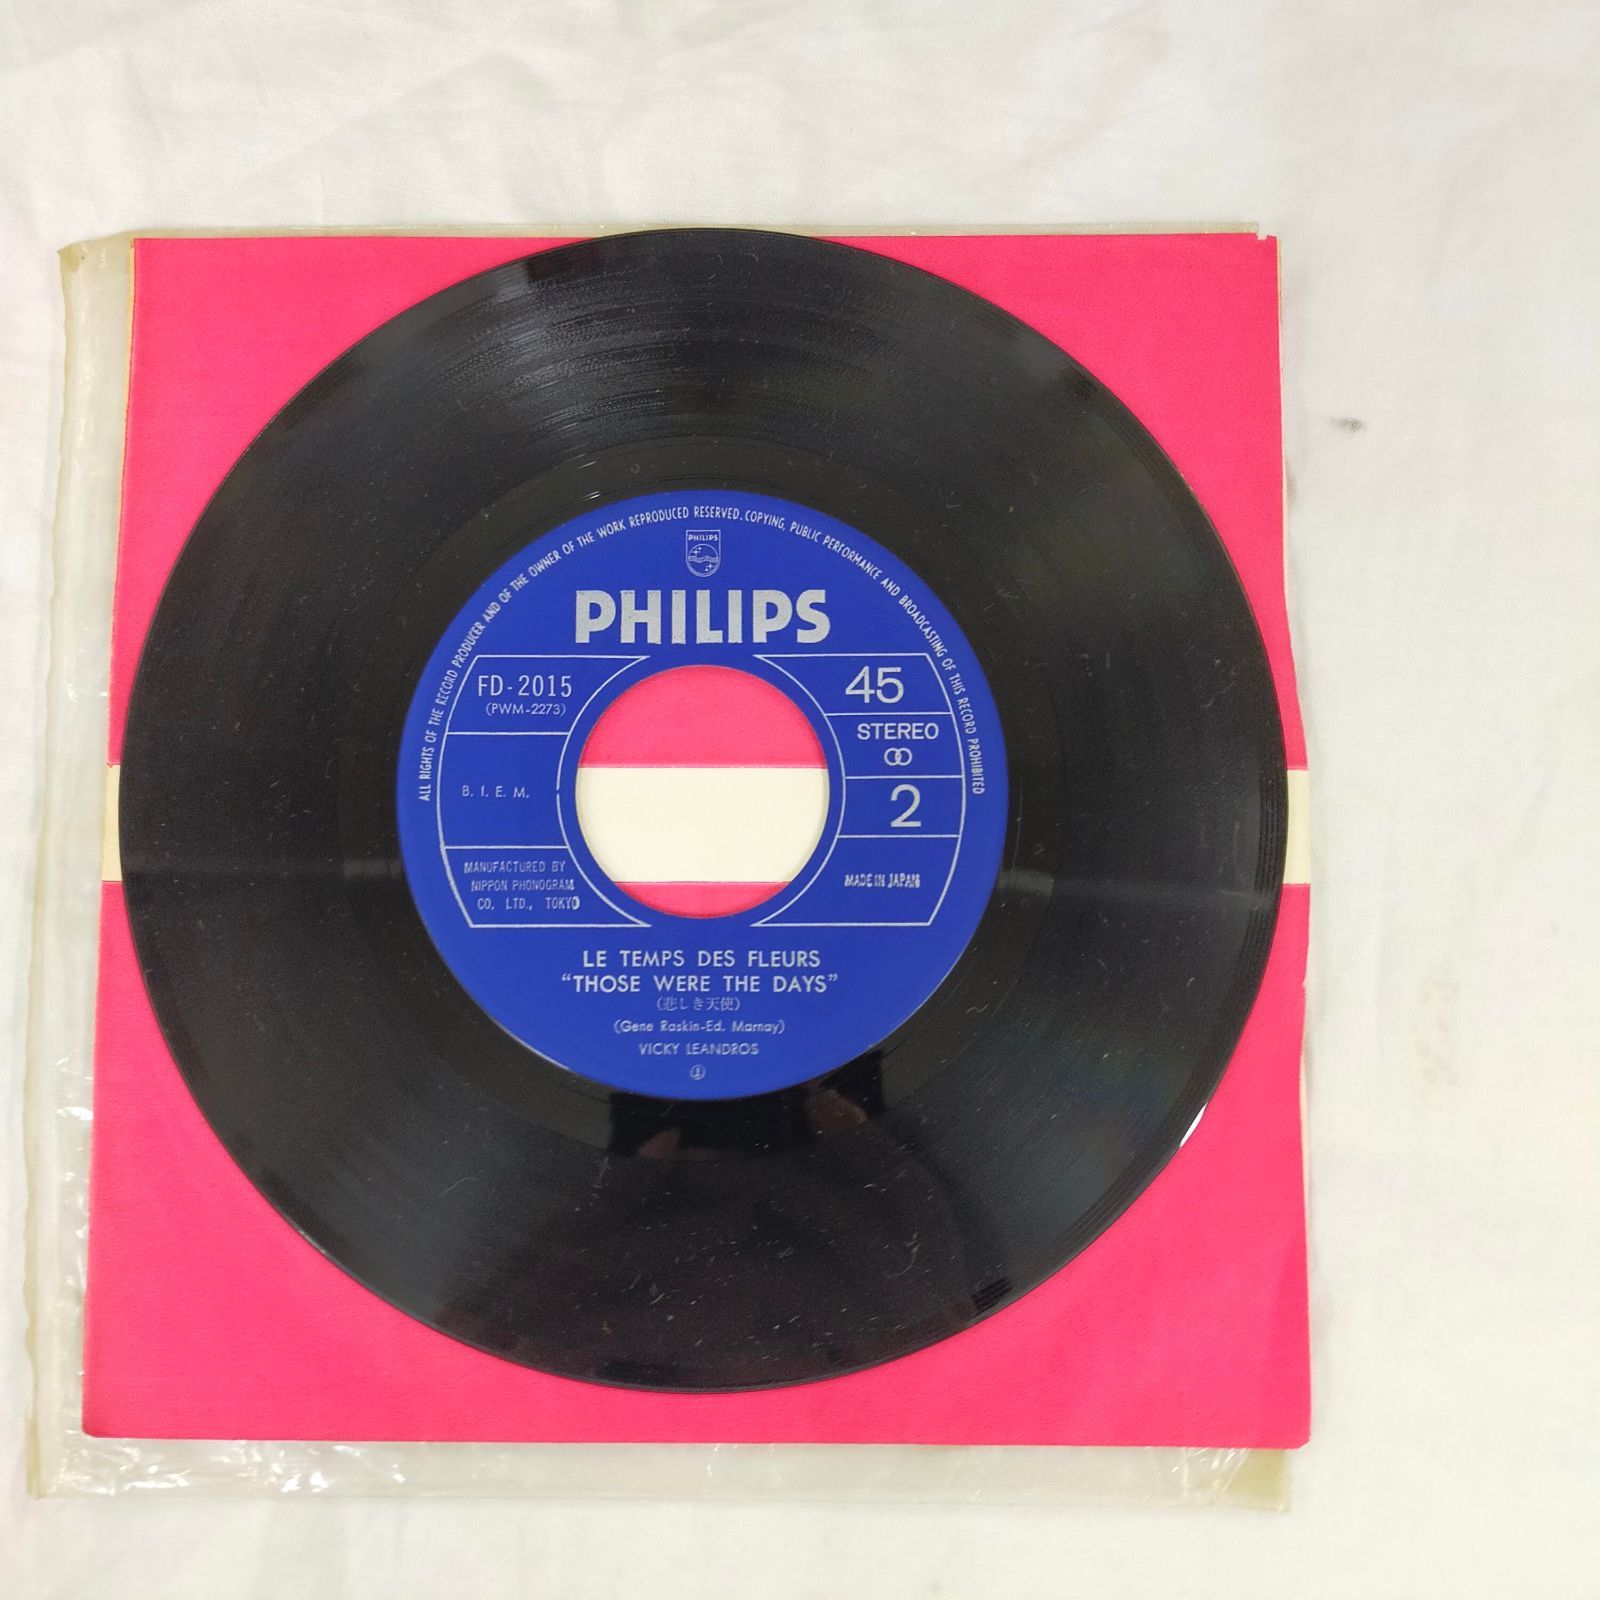 ALL RIGHTS OF THE RECORD PRODUCER AND OF THE OWNER OF THE WORK REPRODUCED RESERVED. COPYING, PUBLIC PERFORMANCE AND BROADCASTING OF THIS RECORD PROHIBITED
PHILIPS
PHILIPS
FD-2015
(PWM-2273)
B. I. E. M.
MANUFACTURED BY
NIPPON PHONOGRAM
CO. LTD., TOKYO
45
STEREO
2
MADE IN JAPAN
LE TEMPS DES FLEURS
“THOSE WERE THE DAYS”
(悲しき天使)
(Gene Raskin-Ed. Marnay)
VICKY LEANDROS